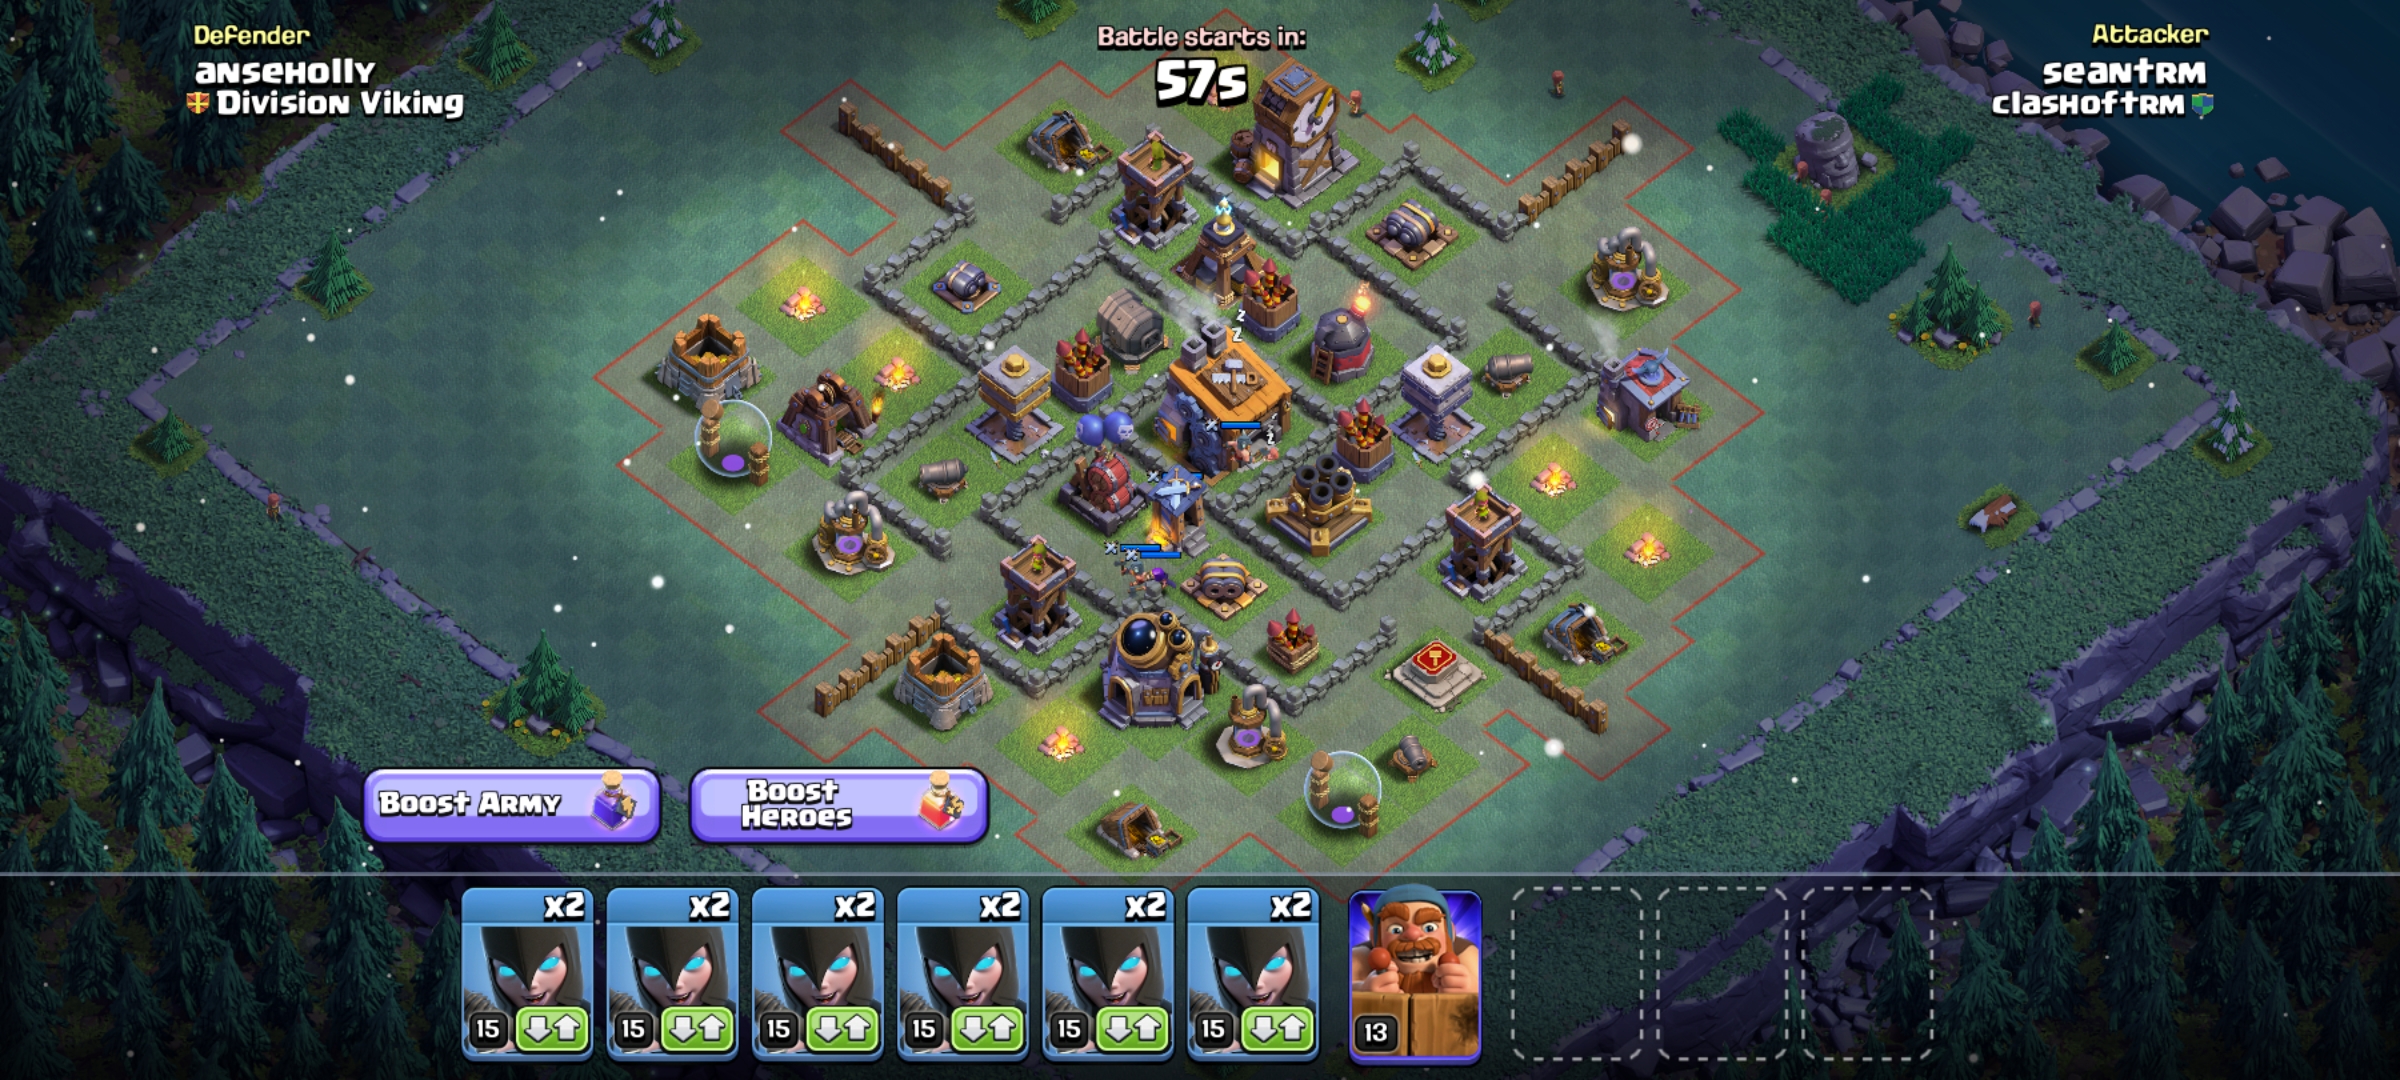 Defender
anseholly
Division Viking
Battle starts in:
57s
Attacker
seantRM
clashoftRM
Boost Army
Boost
Heroes
x2 x2 x2 x2 x2 x2
15 15 15 15 15 15 13